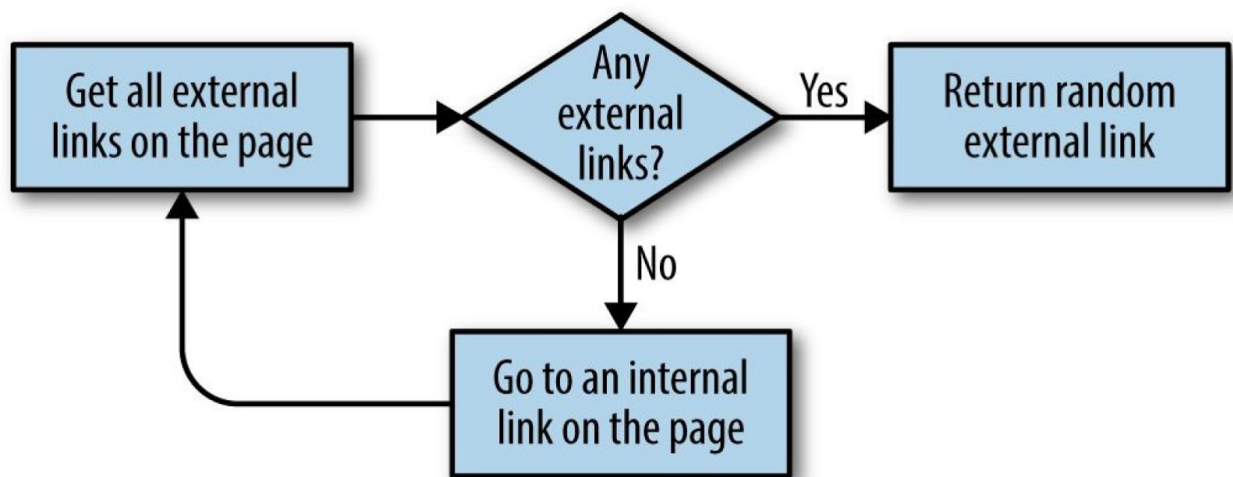 Get all external
links on the page
Any
external
links?
Yes
Return random
external link
No
Go to an internal
link on the page